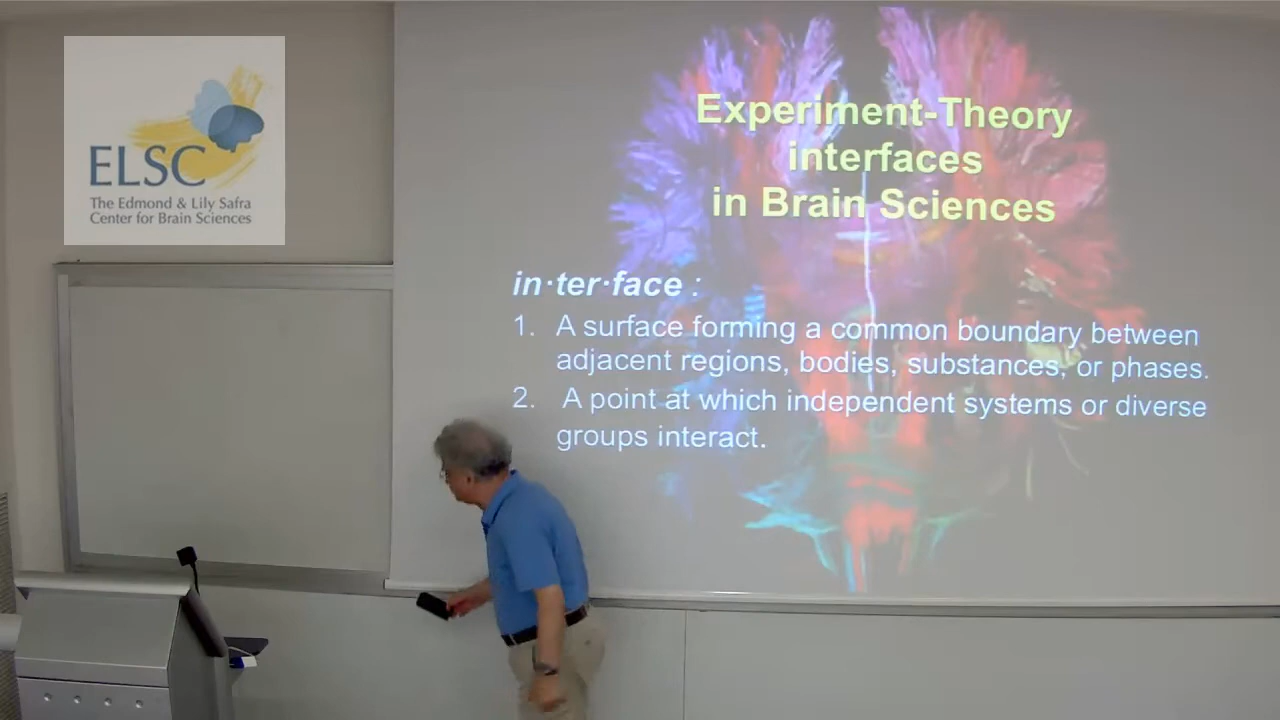 ELSC
The Edmond & Lily Safra
Center for Brain Sciences
Experiment-Theory
interfaces
in Brain Sciences
in·ter·face :
1. A surface forming a common boundary between
adjacent regions, bodies, substances, or phases.
2. A point at which independent systems or diverse
groups interact.